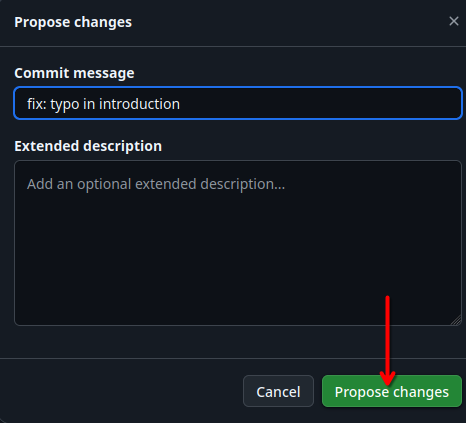 Propose changes
Commit message
fix: typo in introduction
Extended description
Add an optional extended description...
Cancel
Propose changes